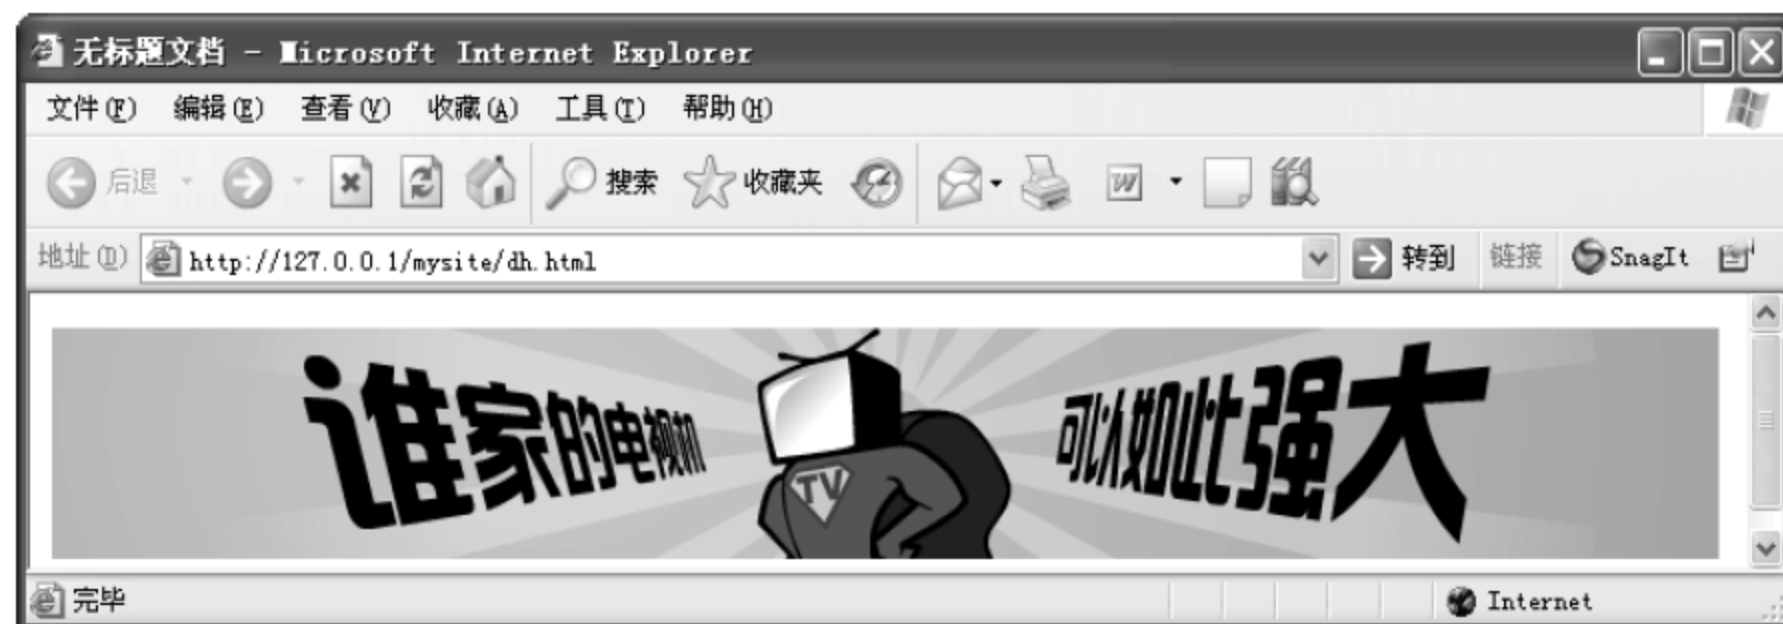 无标题文档 - Microsoft Internet Explorer
文件(F) 编辑(E) 查看(V) 收藏(A) 工具(T) 帮助(H)
后退 搜索 收藏夹 W
地址(D) http://127.0.0.1/mysite/dh.html 转到 链接 SnagIt
谁家的电视机 可以如此强大
TV
完毕 Internet